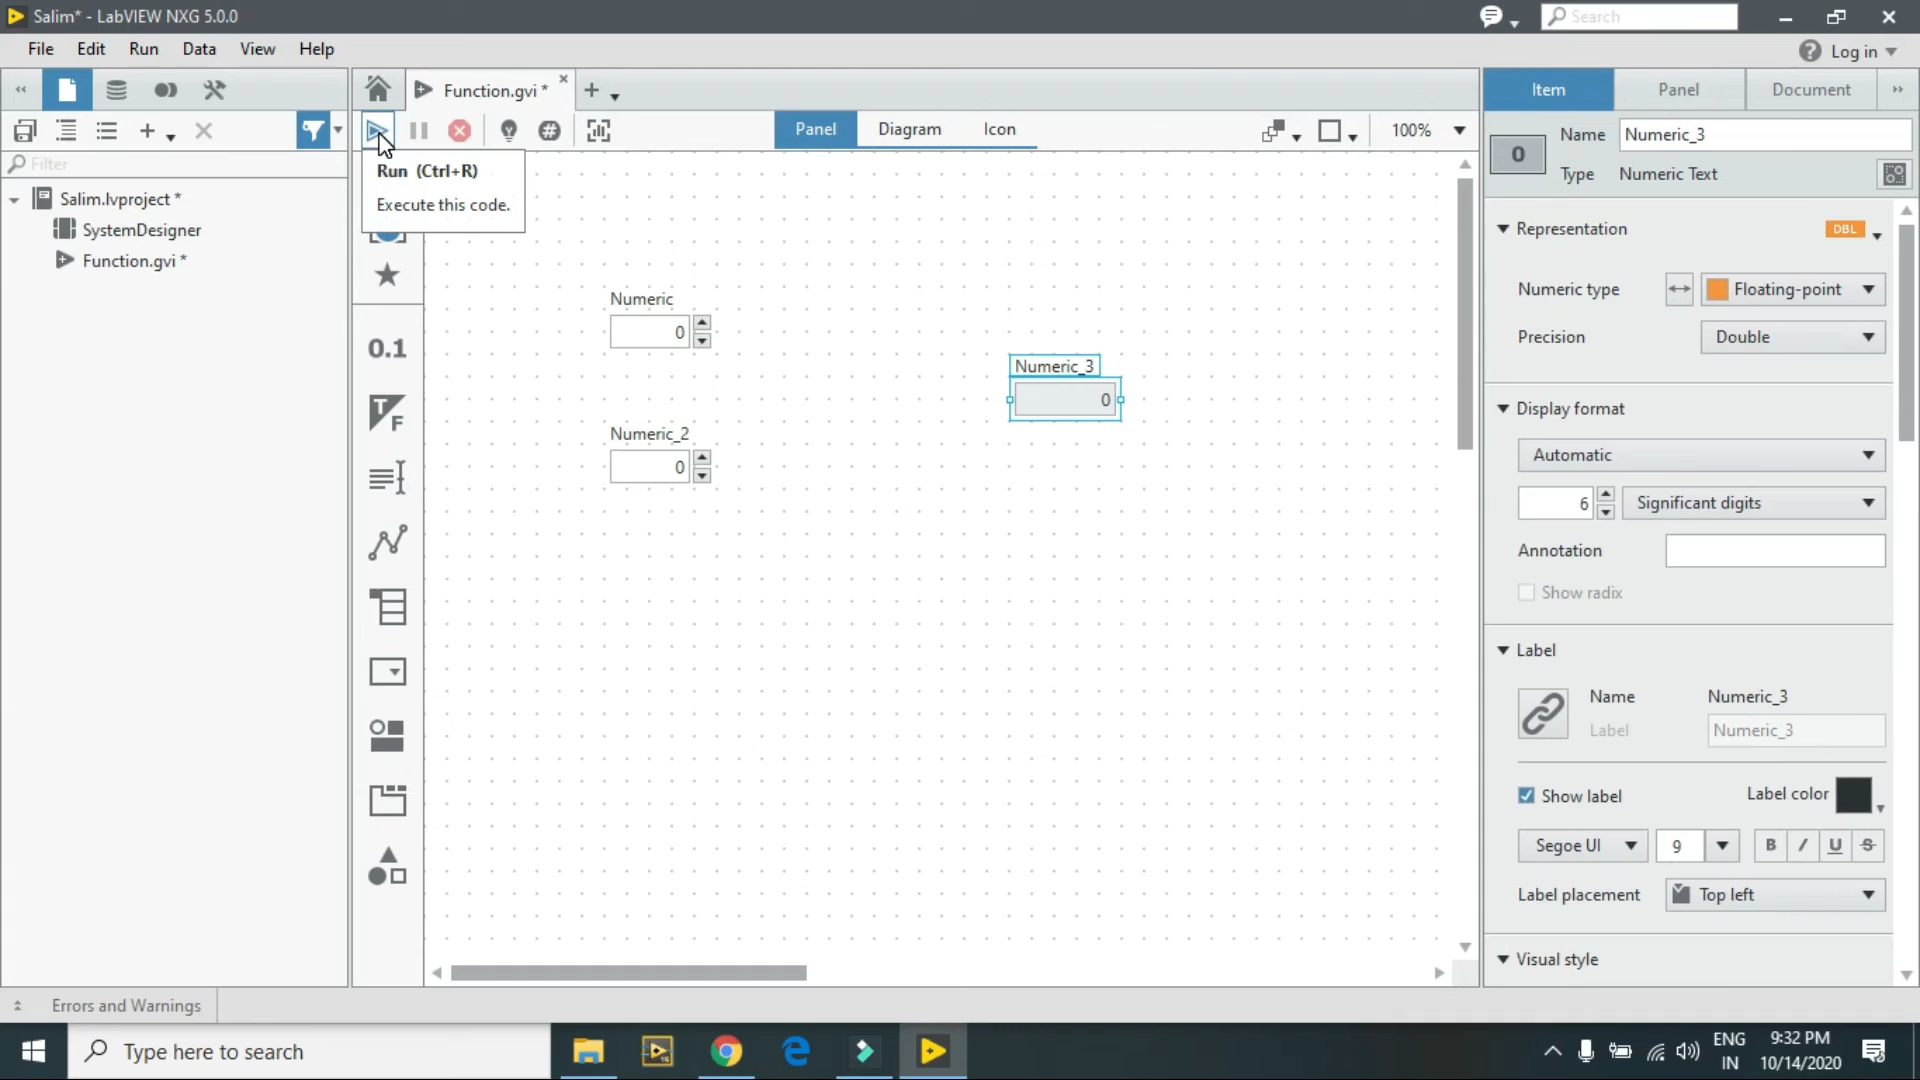 Salim* - LabVIEW NXG 5.0.0
Search
File Edit Run Data View Help
Log in
Function.gvi *
Item Panel Document
Panel Diagram Icon
100%
Name Numeric_3
0
Type Numeric Text
Filter
Run (Ctrl+R)
Execute this code.
Salim.lvproject *
SystemDesigner
Function.gvi *
Representation DBL
Numeric type Floating-point
Precision Double
Numeric
0
Numeric_3
0
Numeric_2
0
0.1
T F
Display format
Automatic
6 Significant digits
Annotation
Show radix
Label
Name Numeric_3
Label Numeric_3
Show label Label color
Segoe UI 9 B I U S
Label placement Top left
Visual style
Errors and Warnings
Type here to search
ENG
IN
9:32 PM
10/14/2020